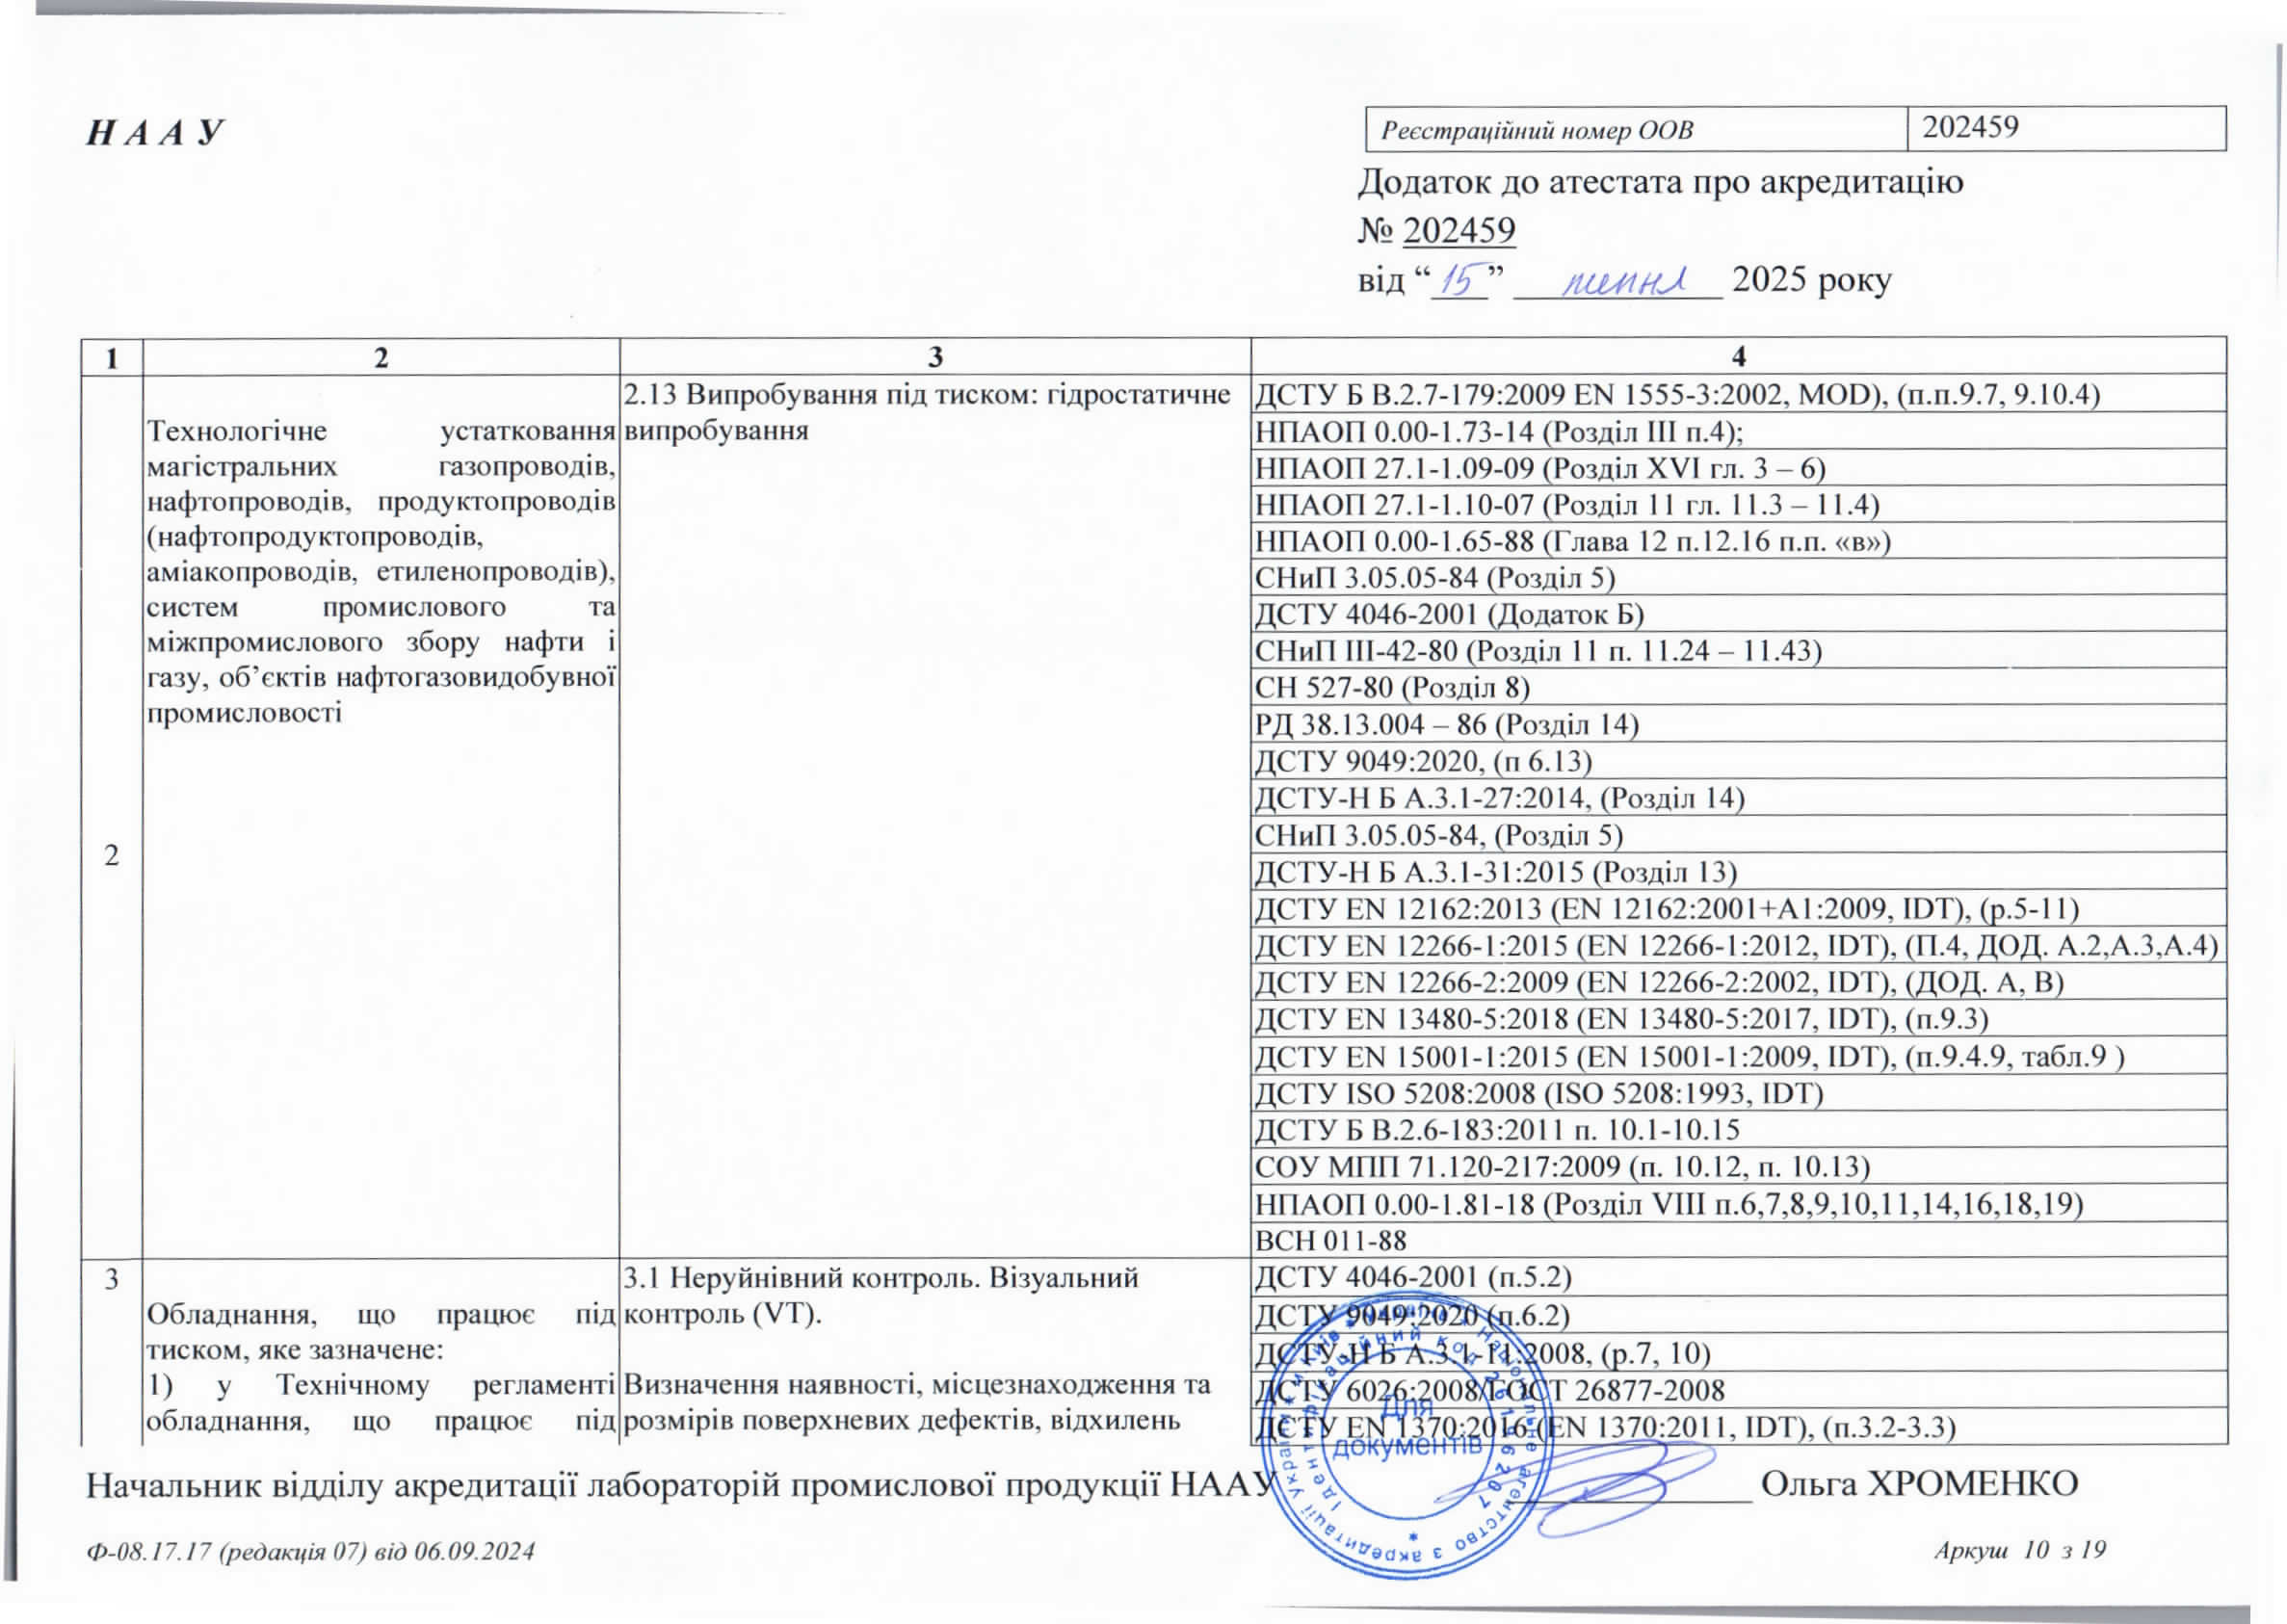 НААУ
Реєстраційний номер ООВ 202459
Додаток до атестата про акредитацію
№ 202459
від “15” липня 2025 року
1 2 3 4
2
Технологічне устатковання
магістральних газопроводів,
нафтопроводів, продуктопроводів
(нафтопродуктопроводів,
аміакопроводів, етиленопроводів),
систем промислового та
міжпромислового збору нафти і
газу, об’єктів нафтогазовидобувної
промисловості
2.13 Випробування під тиском: гідростатичне
випробування
ДСТУ Б В.2.7-179:2009 EN 1555-3:2002, MOD), (п.п.9.7, 9.10.4)
НПАОП 0.00-1.73-14 (Розділ III п.4);
НПАОП 27.1-1.09-09 (Розділ XVI гл. 3 – 6)
НПАОП 27.1-1.10-07 (Розділ 11 гл. 11.3 – 11.4)
НПАОП 0.00-1.65-88 (Глава 12 п.12.16 п.п. «в»)
СНиП 3.05.05-84 (Розділ 5)
ДСТУ 4046-2001 (Додаток Б)
СНиП III-42-80 (Розділ 11 п. 11.24 – 11.43)
СН 527-80 (Розділ 8)
РД 38.13.004 – 86 (Розділ 14)
ДСТУ 9049:2020, (п 6.13)
ДСТУ-Н Б А.3.1-27:2014, (Розділ 14)
СНиП 3.05.05-84, (Розділ 5)
ДСТУ-Н Б А.3.1-31:2015 (Розділ 13)
ДСТУ EN 12162:2013 (EN 12162:2001+A1:2009, IDT), (р.5-11)
ДСТУ EN 12266-1:2015 (EN 12266-1:2012, IDT), (П.4, ДОД. А.2,А.3,А.4)
ДСТУ EN 12266-2:2009 (EN 12266-2:2002, IDT), (ДОД. А, В)
ДСТУ EN 13480-5:2018 (EN 13480-5:2017, IDT), (п.9.3)
ДСТУ EN 15001-1:2015 (EN 15001-1:2009, IDT), (п.9.4.9, табл.9 )
ДСТУ ISO 5208:2008 (ISO 5208:1993, IDT)
ДСТУ Б В.2.6-183:2011 п. 10.1-10.15
СОУ МПП 71.120-217:2009 (п. 10.12, п. 10.13)
НПАОП 0.00-1.81-18 (Розділ VIII п.6,7,8,9,10,11,14,16,18,19)
ВСН 011-88
3
Обладнання, що працює під
тиском, яке зазначене:
1) у Технічному регламенті
обладнання, що працює під
3.1 Неруйнівний контроль. Візуальний
контроль (VT).
Визначення наявності, місцезнаходження та
розмірів поверхневих дефектів, відхилень
ДСТУ 4046-2001 (п.5.2)
ДСТУ 9049:2020 (п.6.2)
ДСТУ-Н Б А.3.1-11:2008, (р.7, 10)
ДСТУ 6026:2008/ГОСТ 26877-2008
ДСТУ EN 1370:2016 (EN 1370:2011, IDT), (п.3.2-3.3)
Національне агентство з акредитації України * м. Київ * Україна *
Ідентифікаційний код 26196207
Для
документів
Начальник відділу акредитації лабораторій промислової продукції НААУ Ольга ХРОМЕНКО
Ф-08.17.17 (редакція 07) від 06.09.2024
Аркуш 10 з 19